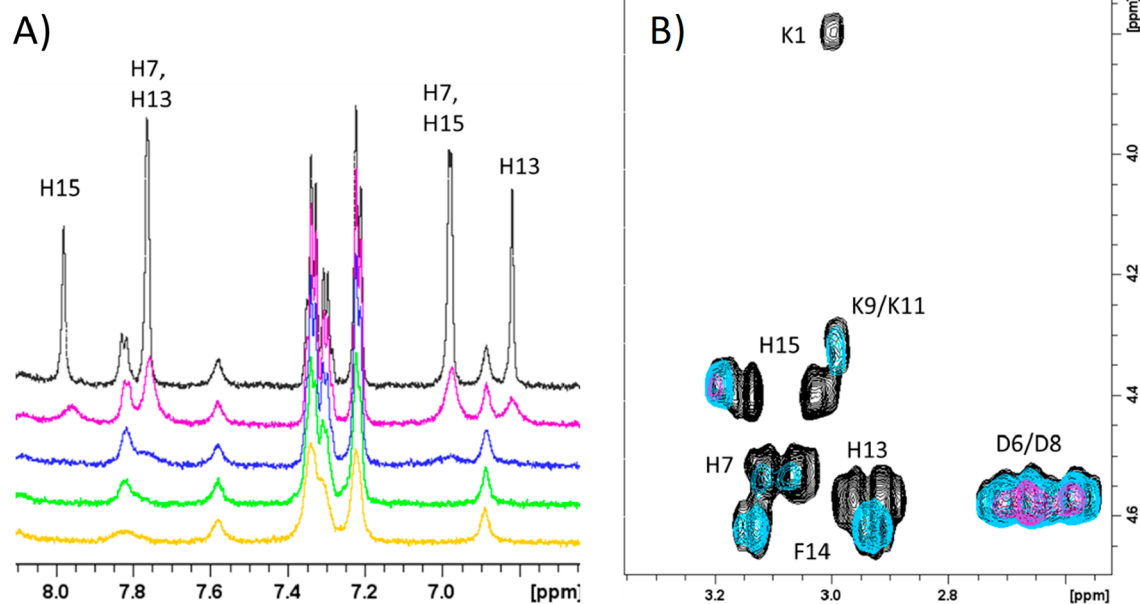 A)
H7,
H13
H7,
H15
H15
H13
8.0 7.8 7.6 7.4 7.2 7.0 [ppm]
B)
[ppm]
K1
4.0
4.2
K9/K11
H15
4.4
H7
H13
D6/D8
4.6
F14
3.2 3.0 2.8 [ppm]